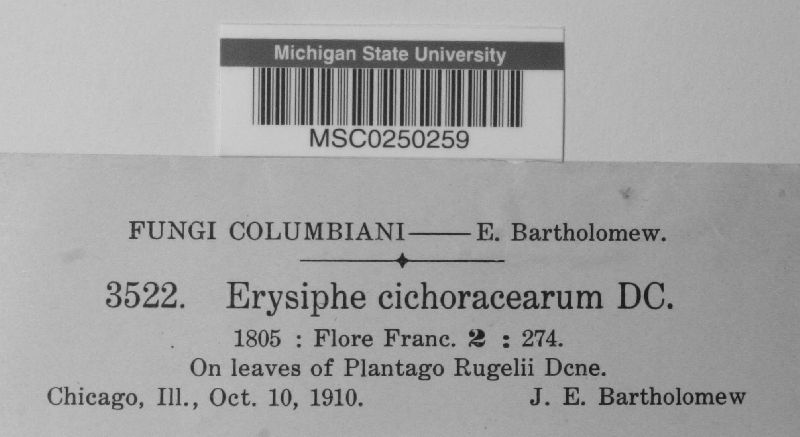 Michigan State University
MSC0250259
FUNGI COLUMBIANI—E. Bartholomew.
3522. Erysiphe cichoracearum DC.
1805 : Flore Franc. 2 : 274.
On leaves of Plantago Rugelii Dcne.
Chicago, Ill., Oct. 10, 1910. J. E. Bartholomew